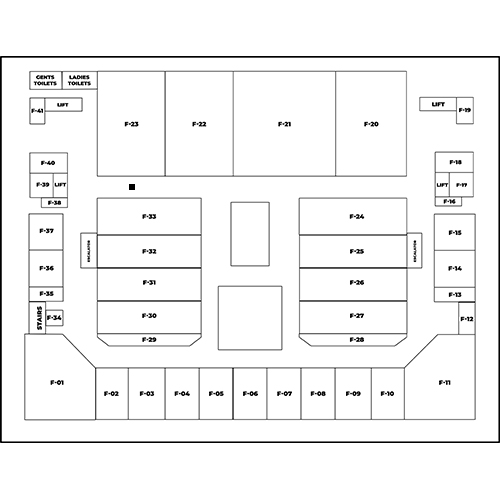 GENTS
TOILETS
LADIES
TOILETS
F-41
LIFT
F-23
F-22
F-21
F-20
LIFT
F-19
F-40
F-39
LIFT
F-38
F-18
LIFT
F-17
F-16
F-37
F-36
F-35
STAIRS
F-34
ESCALATOR
F-33
F-32
F-31
F-30
F-29
F-24
F-25
F-26
F-27
F-28
ESCALATOR
F-15
F-14
F-13
F-12
F-01
F-02
F-03
F-04
F-05
F-06
F-07
F-08
F-09
F-10
F-11